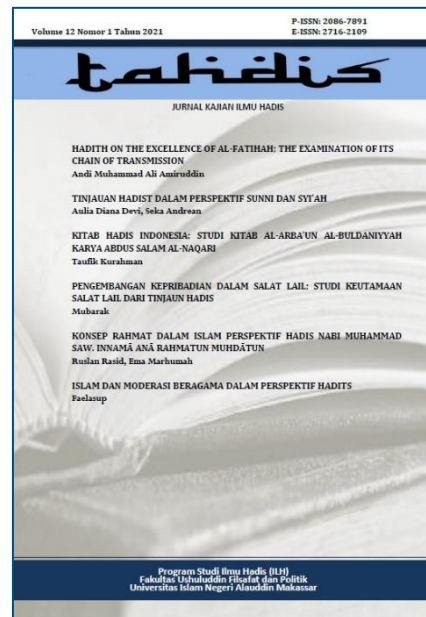 Volume 12 Nomor 1 Tahun 2021
P-ISSN: 2086-7891
E-ISSN: 2716-2109
tahdis
JURNAL KAJIAN ILMU HADIS
HADITH ON THE EXCELLENCE OF AL-FATIHAH: THE EXAMINATION OF ITS
CHAIN OF TRANSMISSION
Andi Muhammad Ali Amiruddin
TINJAUAN HADIST DALAM PERSPEKTIF SUNNI DAN SYI'AH
Aulia Diana Devi, Seka Andrean
KITAB HADIS INDONESIA: STUDI KITAB AL-ARBA'UN AL-BULDANIYYAH
KARYA ABDUS SALAM AL-NAQARI
Taufik Kurahman
PENGEMBANGAN KEPRIBADIAN DALAM SALAT LAIL: STUDI KEUTAMAAN
SALAT LAIL DARI TINJAUN HADIS
Mubarak
KONSEP RAHMAT DALAM ISLAM PERSPEKTIF HADIS NABI MUHAMMAD
SAW. INNAMĀ ANĀ RAHMATUN MUHDĀTUN
Ruslan Rasid, Ema Marhumah
ISLAM DAN MODERASI BERAGAMA DALAM PERSPEKTIF HADITS
Faelasup
Program Studi Ilmu Hadis (ILH)
Fakultas Ushuluddin Filsafat dan Politik
Universitas Islam Negeri Alauddin Makassar